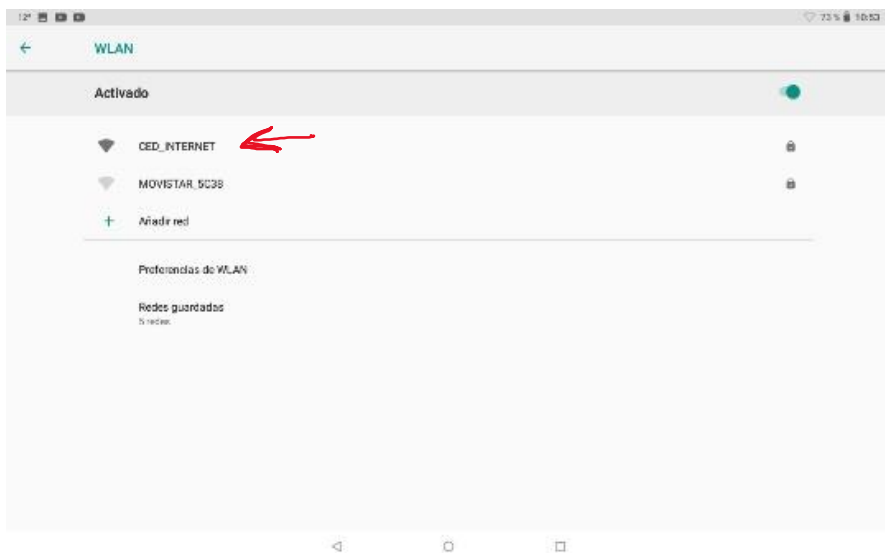 12° 73 % 10:53
WLAN
Activado
CED_INTERNET
MOVISTAR_5C38
Añadir red
Preferencias de WLAN
Redes guardadas
5 redes